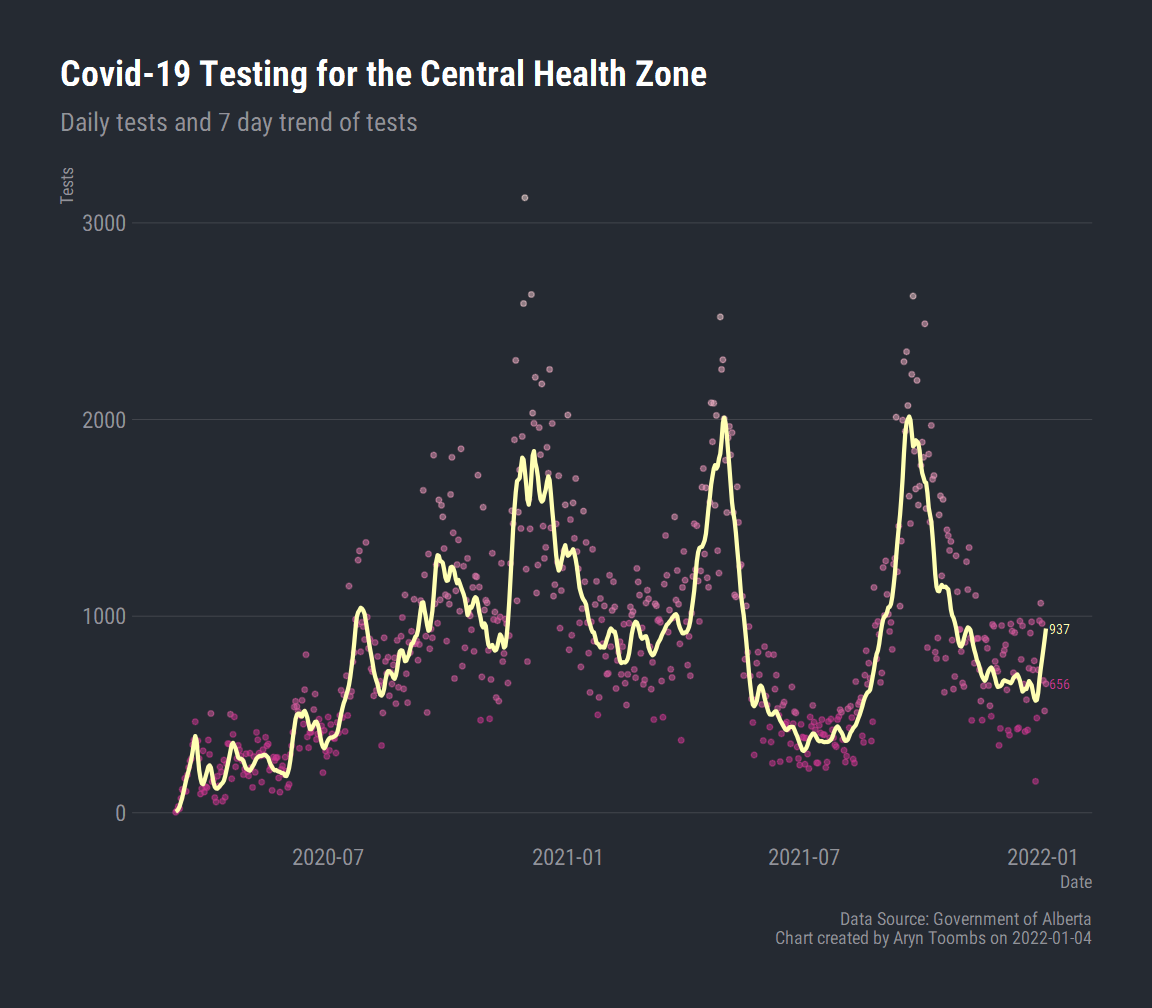 Covid-19 Testing for the Central Health Zone
Daily tests and 7 day trend of tests
Tests
3000
2000
1000
0
937
656
2020-07
2021-01
2021-07
2022-01
Date
Data Source: Government of Alberta
Chart created by Aryn Toombs on 2022-01-04